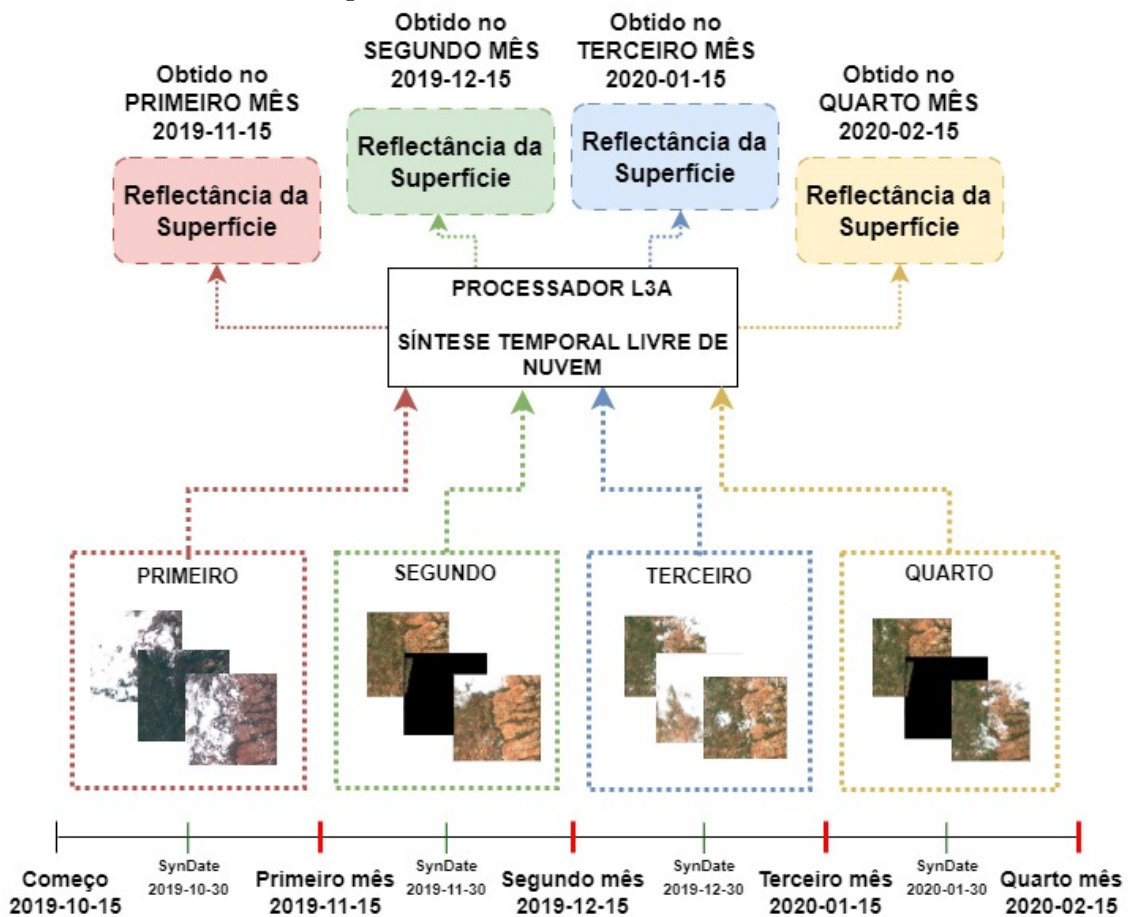 Obtido no
PRIMEIRO MÊS
2019-11-15
Reflectância da
Superfície
Obtido no
SEGUNDO MÊS
2019-12-15
Reflectância da
Superfície
Obtido no
TERCEIRO MÊS
2020-01-15
Reflectância da
Superfície
Obtido no
QUARTO MÊS
2020-02-15
Reflectância da
Superfície
PROCESSADOR L3A
SÍNTESE TEMPORAL LIVRE DE
NUVEM
PRIMEIRO
SEGUNDO
TERCEIRO
QUARTO
Começo
2019-10-15
SynDate
2019-10-30
Primeiro mês
2019-11-15
SynDate
2019-11-30
Segundo mês
2019-12-15
SynDate
2019-12-30
Terceiro mês
2020-01-15
SynDate
2020-01-30
Quarto mês
2020-02-15